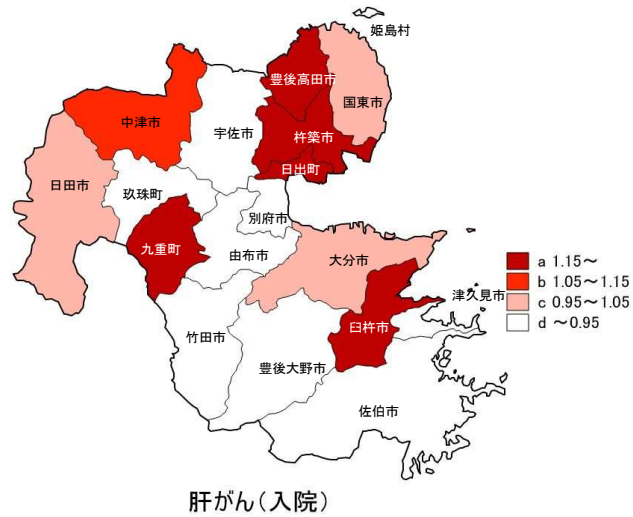 姫島村
豊後高田市
国東市
中津市
宇佐市
杵築市
日出町
日田市
玖珠町
別府市
九重町
由布市
大分市
a 1.15～
b 1.05～1.15
c 0.95～1.05
d ～0.95
津久見市
臼杵市
竹田市
豊後大野市
佐伯市
肝がん(入院)